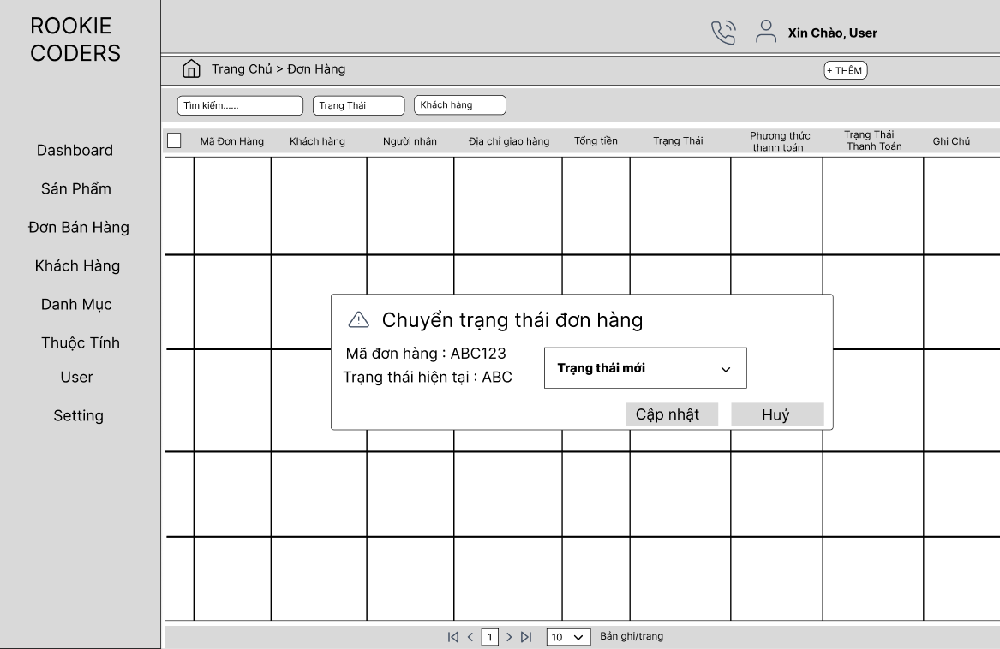 ROOKIE
CODERS
Xin Chào, User
Trang Chủ > Đơn Hàng
+ THÊM
Tìm kiếm......
Trạng Thái
Khách hàng
Dashboard
Sản Phẩm
Đơn Bán Hàng
Khách Hàng
Danh Mục
Thuộc Tính
User
Setting
Mã Đơn Hàng
Khách hàng
Người nhận
Địa chỉ giao hàng
Tổng tiền
Trạng Thái
Phương thức
thanh toán
Trạng Thái
Thanh Toán
Ghi Chú
Chuyển trạng thái đơn hàng
Mã đơn hàng : ABC123
Trạng thái hiện tại : ABC
Trạng thái mới
Cập nhật
Huỷ
1
10
Bản ghi/trang